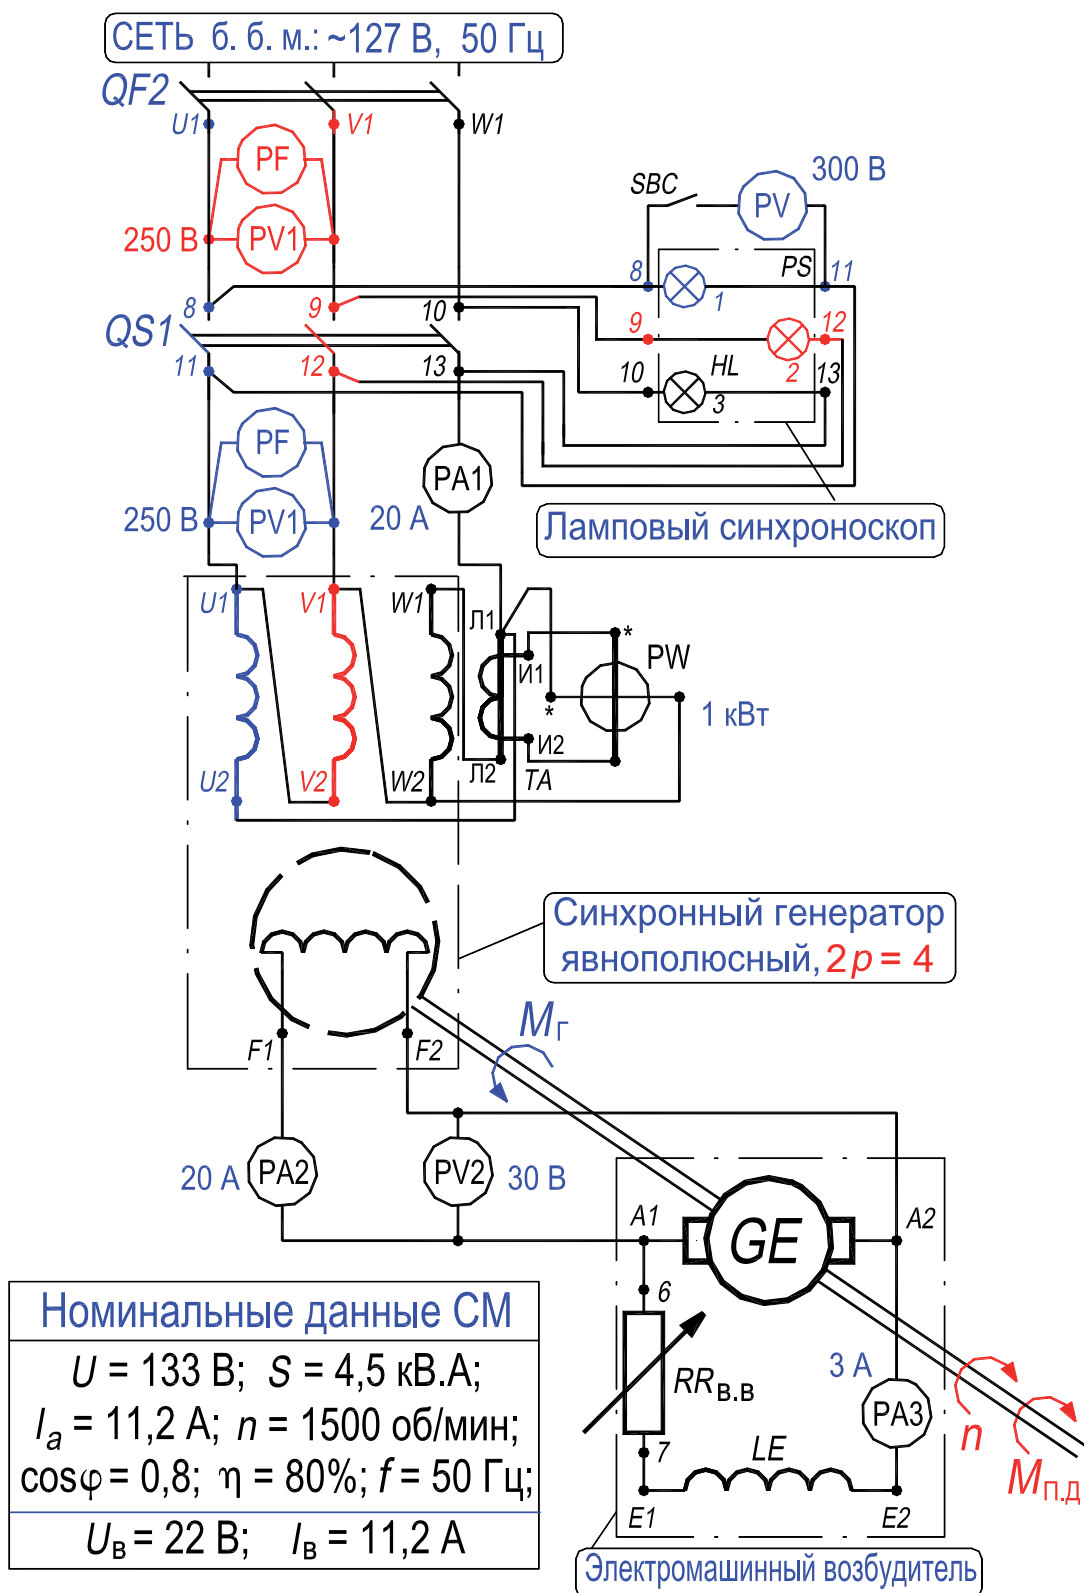 СЕТЬ б. б. м.: ~127 В, 50 Гц
QF2
U1 V1 W1
PF
250 В PV1
SBC PV 300 В
8 PS 11
1
8 9 10
9 12
2
QS1
10 HL 13
3
11 12 13
PF
250 В PV1
PA1
20 А
Ламповый синхроноскоп
U1 V1 W1 Л1
И1 * PW
* 1 кВт
И2
U2 V2 W2 Л2 TA
Синхронный генератор
явнополюсный, 2p = 4
F1 F2
Mг
20 А PA2 PV2 30 В
A1 GE A2
6
RRв.в
3 А
PA3
7 LE
E1 E2
n
Mп.д
Электромашинный возбудитель
Номинальные данные СМ
U = 133 В; S = 4,5 кВ.А;
Ia = 11,2 А; n = 1500 об/мин;
cosφ = 0,8; η = 80%; f = 50 Гц;
Uв = 22 В; Iв = 11,2 А